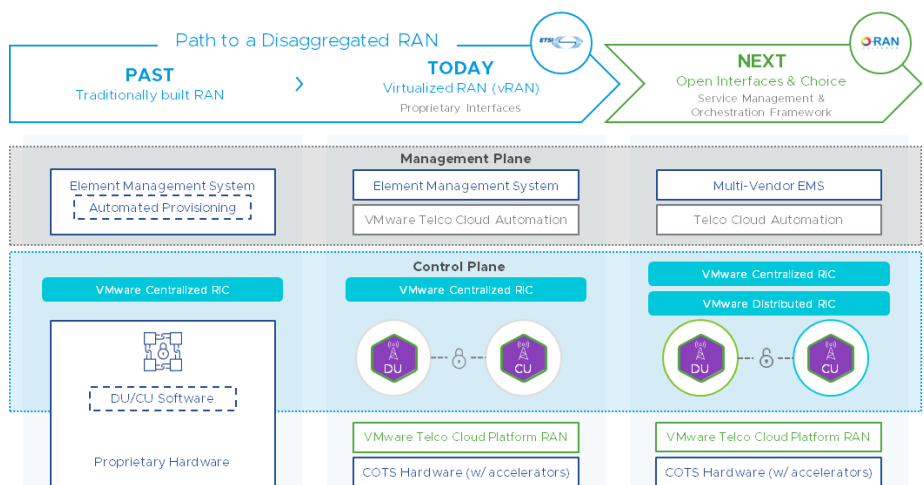 Path to a Disaggregated RAN
ETSI
PAST
Traditionally built RAN
TODAY
Virtualized RAN (vRAN)
Proprietary Interfaces
O-RAN
NEXT
Open Interfaces & Choice
Service Management &
Orchestration Framework
Management Plane
Element Management System
Automated Provisioning
Element Management System
VMware Telco Cloud Automation
Multi-Vendor EMS
Telco Cloud Automation
Control Plane
VMware Centralized RIC
VMware Centralized RIC
VMware Centralized RIC
VMware Distributed RIC
DU/CU Software
Proprietary Hardware
DU
CU
DU
CU
VMware Telco Cloud Platform RAN
COTS Hardware (w/ accelerators)
VMware Telco Cloud Platform RAN
COTS Hardware (w/ accelerators)